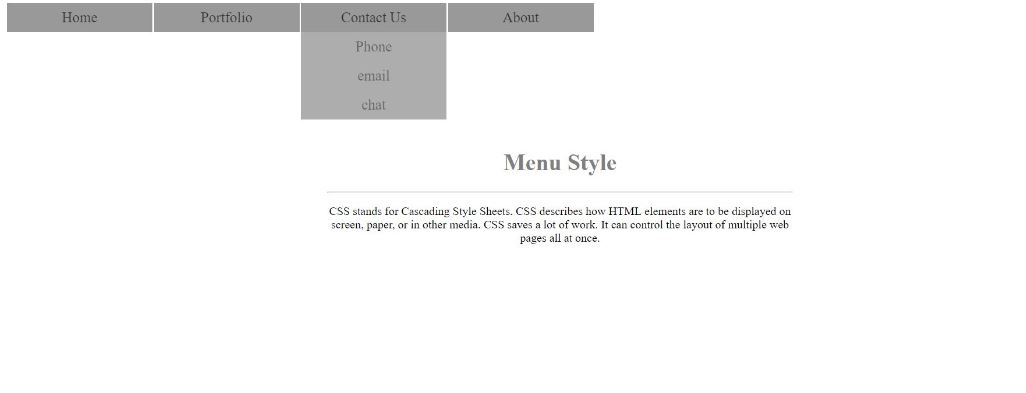 Home Portfolio Contact Us About
Phone
email
chat
Menu Style
CSS stands for Cascading Style Sheets. CSS describes how HTML elements are to be displayed on
screen, paper, or in other media. CSS saves a lot of work. It can control the layout of multiple web
pages all at once.